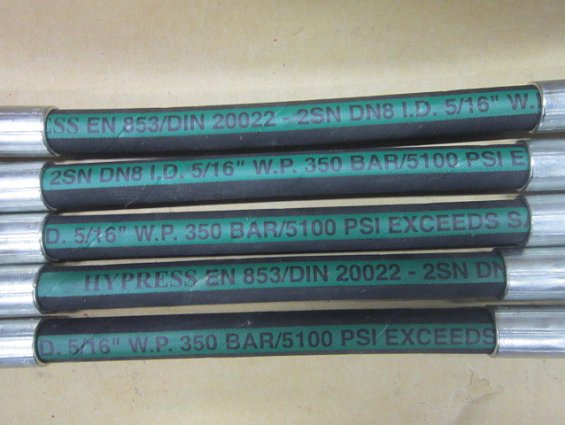 SS EN 853/DIN 20022 - 2SN DN8 I.D. 5/16" W.
2SN DN8 I.D. 5/16" W.P. 350 BAR/5100 PSI E
D. 5/16" W.P. 350 BAR/5100 PSI EXCEEDS S
HYPRESS EN 853/DIN 20022 - 2SN DN
D. 5/16" W.P. 350 BAR/5100 PSI EXCEEDS